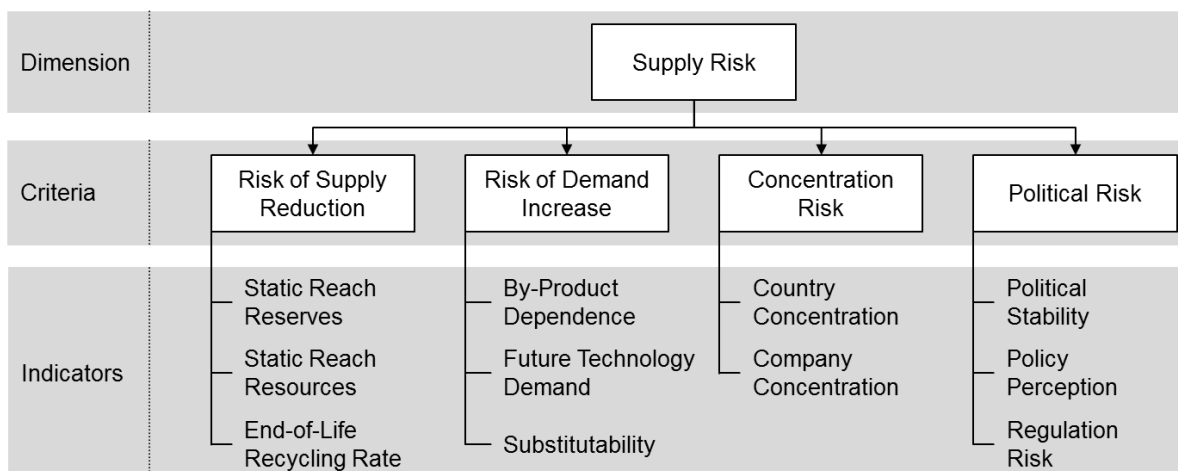 Dimension
Supply Risk
Criteria
Risk of Supply
Reduction
Risk of Demand
Increase
Concentration
Risk
Political Risk
Indicators
Static Reach
Reserves
Static Reach
Resources
End-of-Life
Recycling Rate
By-Product
Dependence
Future Technology
Demand
Substitutability
Country
Concentration
Company
Concentration
Political
Stability
Policy
Perception
Regulation
Risk